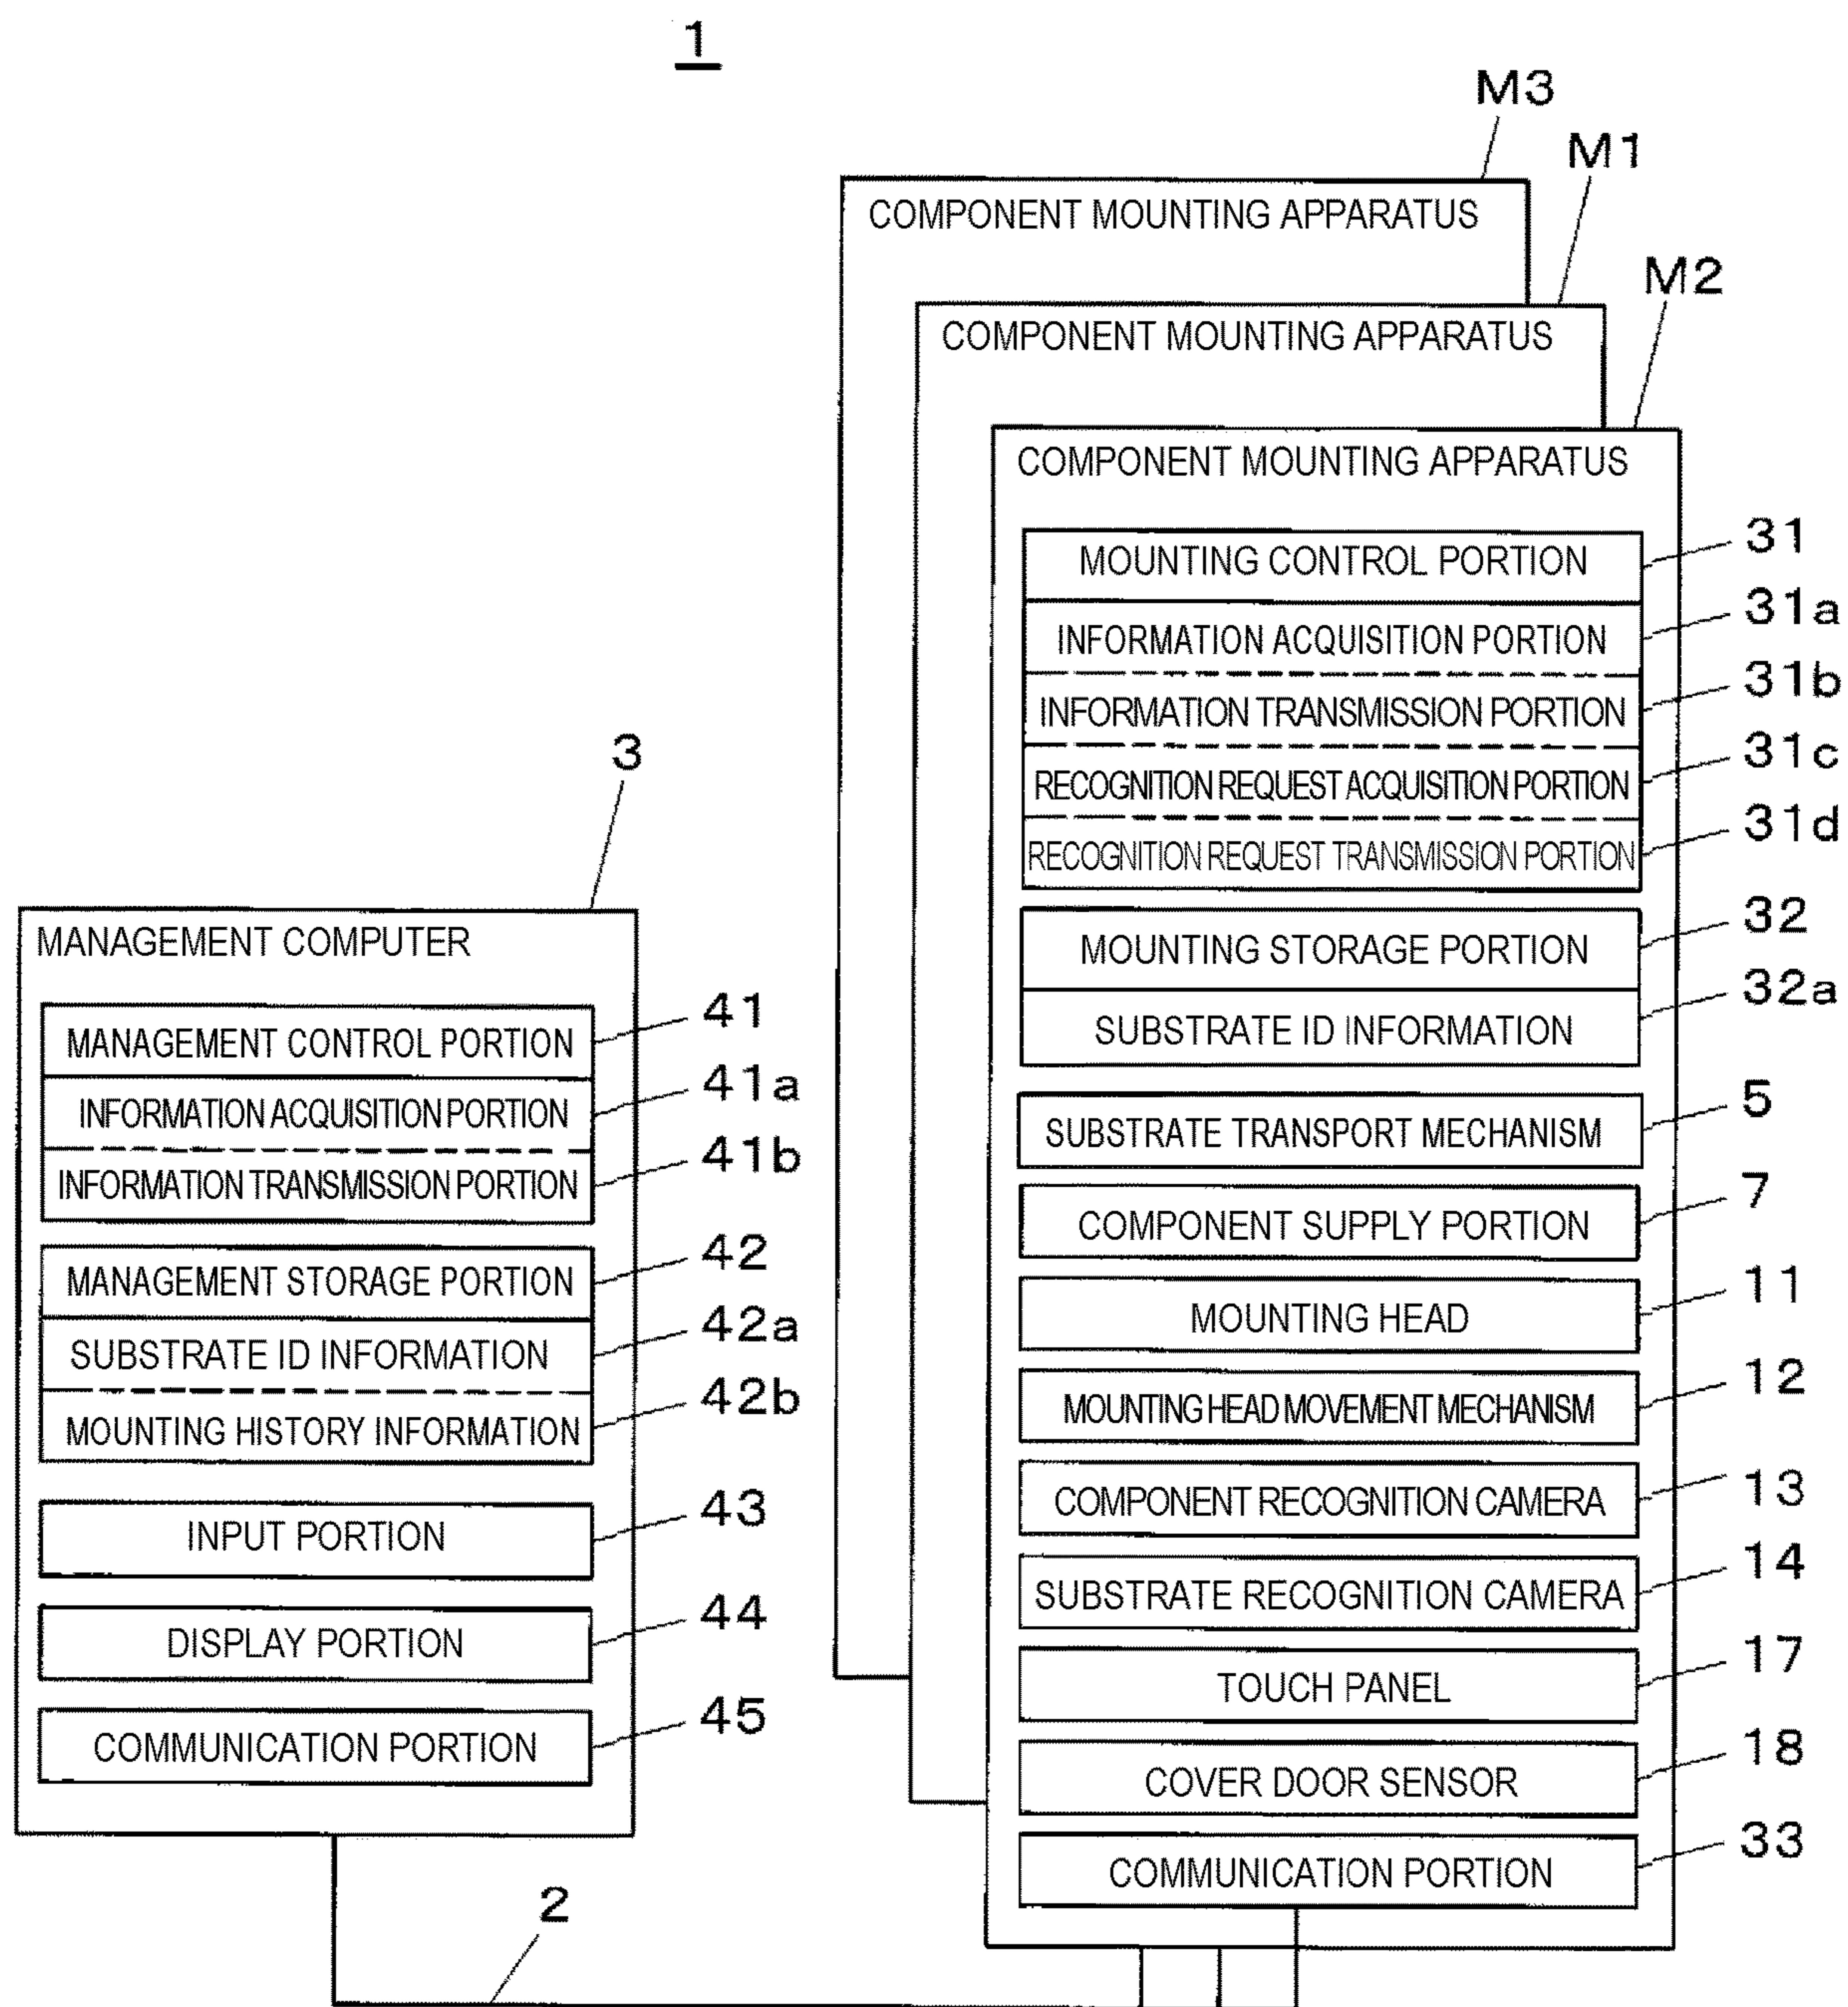 1
M3
M1
COMPONENT MOUNTING APPARATUS
M2
COMPONENT MOUNTING APPARATUS
COMPONENT MOUNTING APPARATUS
MOUNTING CONTROL PORTION 31
INFORMATION ACQUISITION PORTION 31a
INFORMATION TRANSMISSION PORTION 31b
RECOGNITION REQUEST ACQUISITION PORTION 31c
RECOGNITION REQUEST TRANSMISSION PORTION 31d
MOUNTING STORAGE PORTION 32
SUBSTRATE ID INFORMATION 32a
SUBSTRATE TRANSPORT MECHANISM 5
COMPONENT SUPPLY PORTION 7
MOUNTING HEAD 11
MOUNTING HEAD MOVEMENT MECHANISM 12
COMPONENT RECOGNITION CAMERA 13
SUBSTRATE RECOGNITION CAMERA 14
TOUCH PANEL 17
COVER DOOR SENSOR 18
COMMUNICATION PORTION 33
3
MANAGEMENT COMPUTER
MANAGEMENT CONTROL PORTION 41
INFORMATION ACQUISITION PORTION 41a
INFORMATION TRANSMISSION PORTION 41b
MANAGEMENT STORAGE PORTION 42
SUBSTRATE ID INFORMATION 42a
MOUNTING HISTORY INFORMATION 42b
INPUT PORTION 43
DISPLAY PORTION 44
COMMUNICATION PORTION 45
2